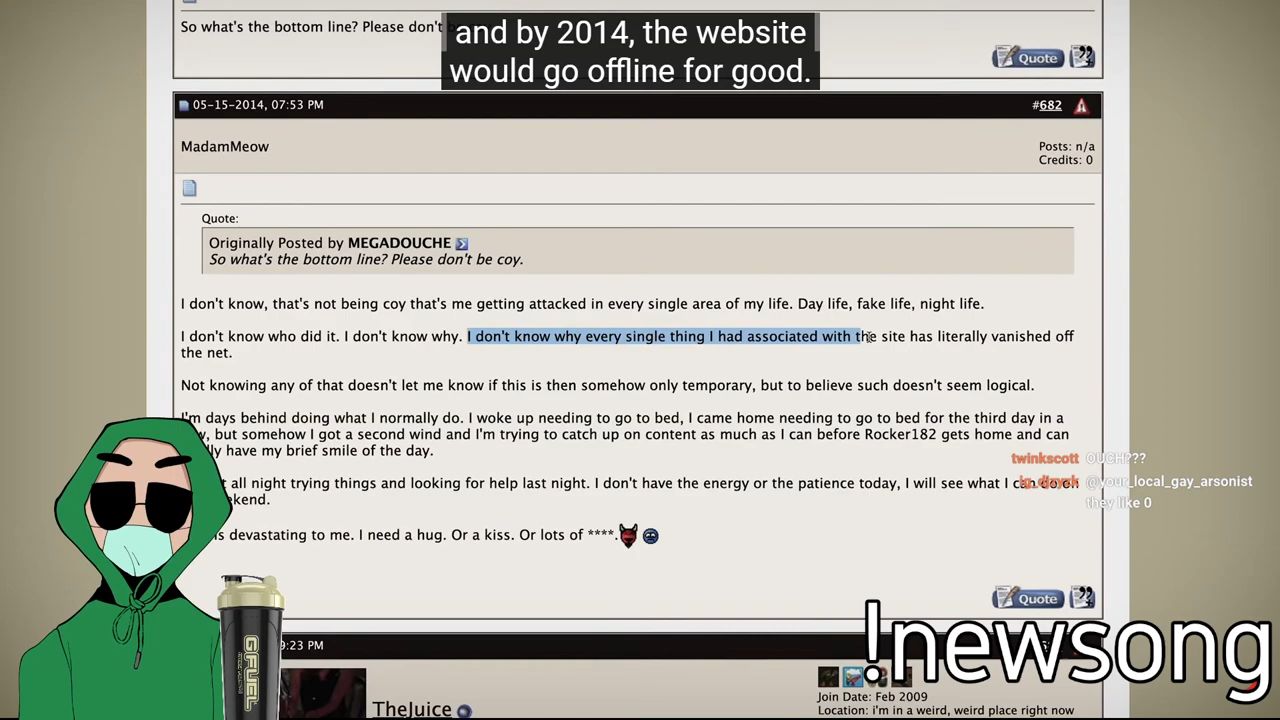 So what's the bottom line? Please don't
and by 2014, the website
would go offline for good.
Quote
05-15-2014, 07:53 PM
#682
MadamMeow
Posts: n/a
Credits: 0
Quote:
Originally Posted by MEGADOUCHE
So what's the bottom line? Please don't be coy.
I don't know, that's not being coy that's me getting attacked in every single area of my life. Day life, fake life, night life.
I don't know who did it. I don't know why. I don't know why every single thing I had associated with the site has literally vanished off
the net.
Not knowing any of that doesn't let me know if this is then somehow only temporary, but to believe such doesn't seem logical.
I'm days behind doing what I normally do. I woke up needing to go to bed, I came home needing to go to bed for the third day in a
but somehow I got a second wind and I'm trying to catch up on content as much as I can before Rocker182 gets home and can
have my brief smile of the day.
all night trying things and looking for help last night. I don't have the energy or the patience today, I will see what I can
is devastating to me. I need a hug. Or a kiss. Or lots of ****.
twinkscott OUCH???
@your_local_gay_arsonist
they like 0
Quote
GFUEL
!newsong
9:23 PM
TheJuice
Join Date: Feb 2009
Location: i'm in a weird, weird place right now